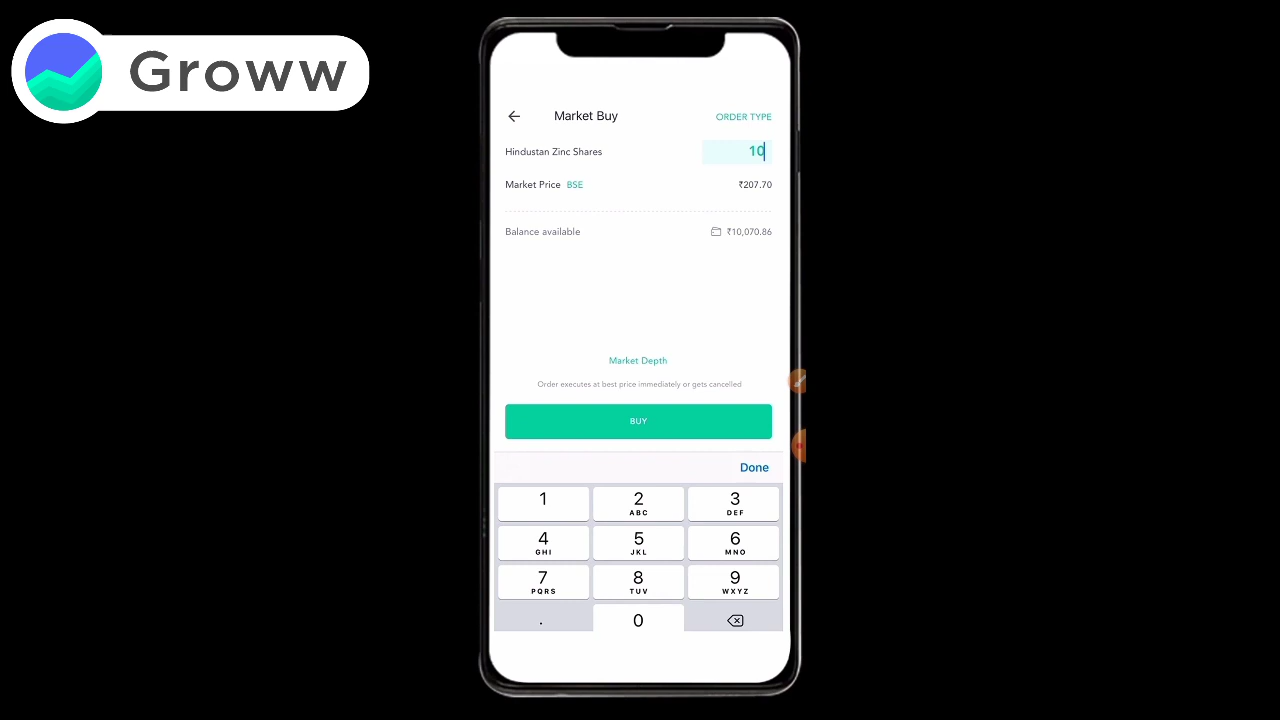 Groww
Market Buy
ORDER TYPE
Hindustan Zinc Shares
10
Market Price BSE
₹207.70
Balance available
₹10,070.86
Market Depth
Order executes at best price immediately or gets cancelled
BUY
Done
1
2
ABC
3
DEF
4
GHI
5
JKL
6
MNO
7
PQRS
8
TUV
9
WXYZ
.
0